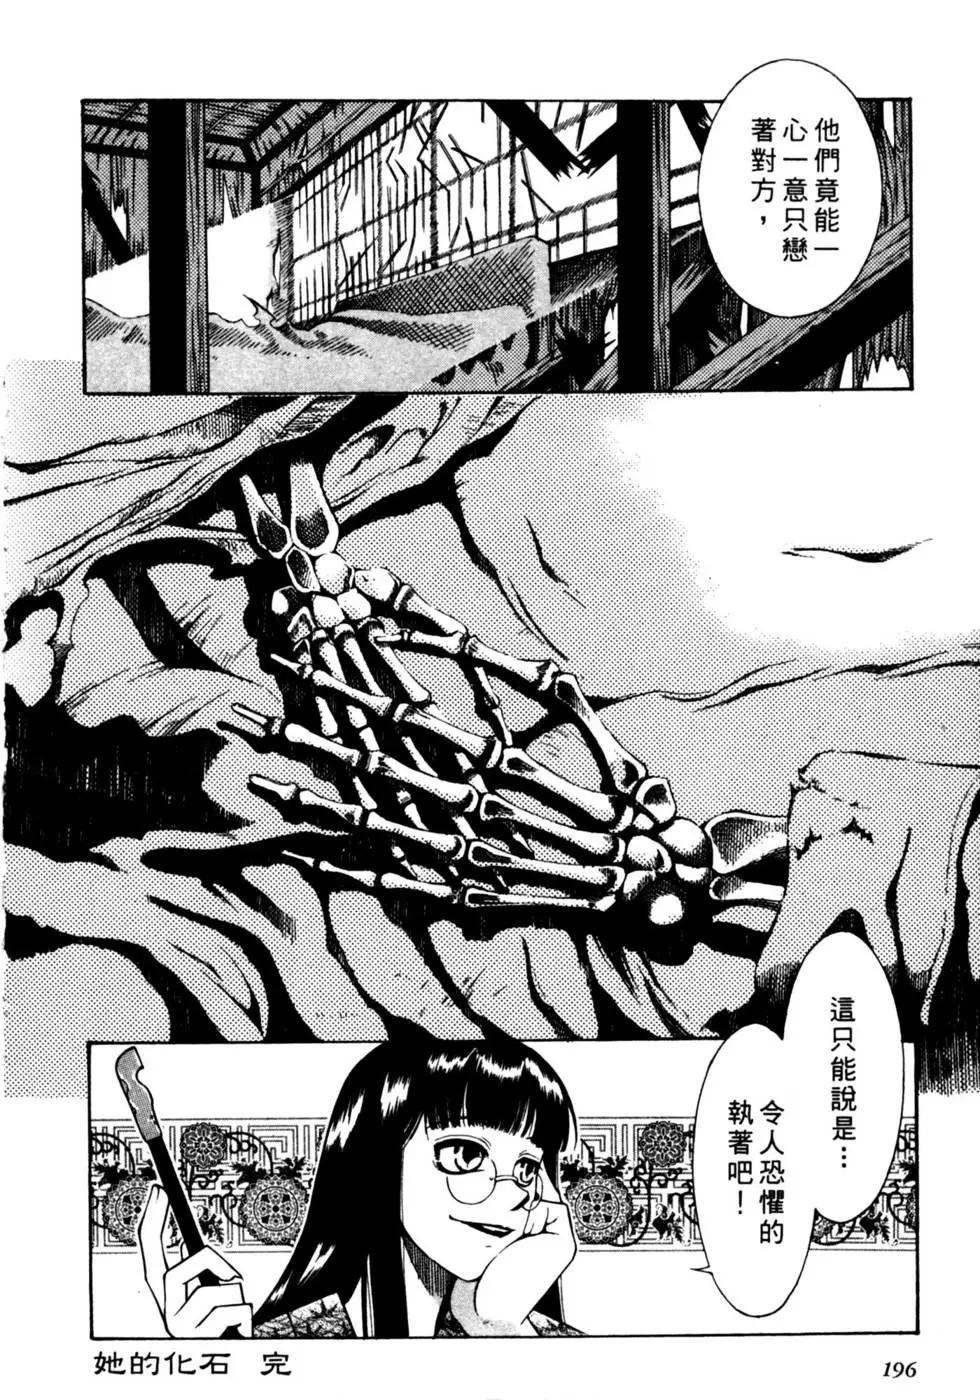 他們竟能一
心一意只戀
著對方，
這只能說是…
令人恐懼的
執著吧！
她的化石　完
196